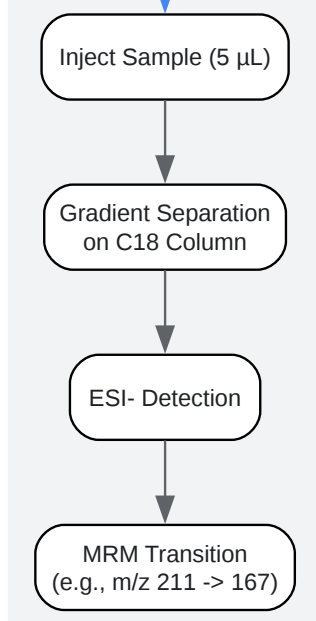 Inject Sample (5 µL)
Gradient Separation
on C18 Column
ESI- Detection
MRM Transition
(e.g., m/z 211 -> 167)